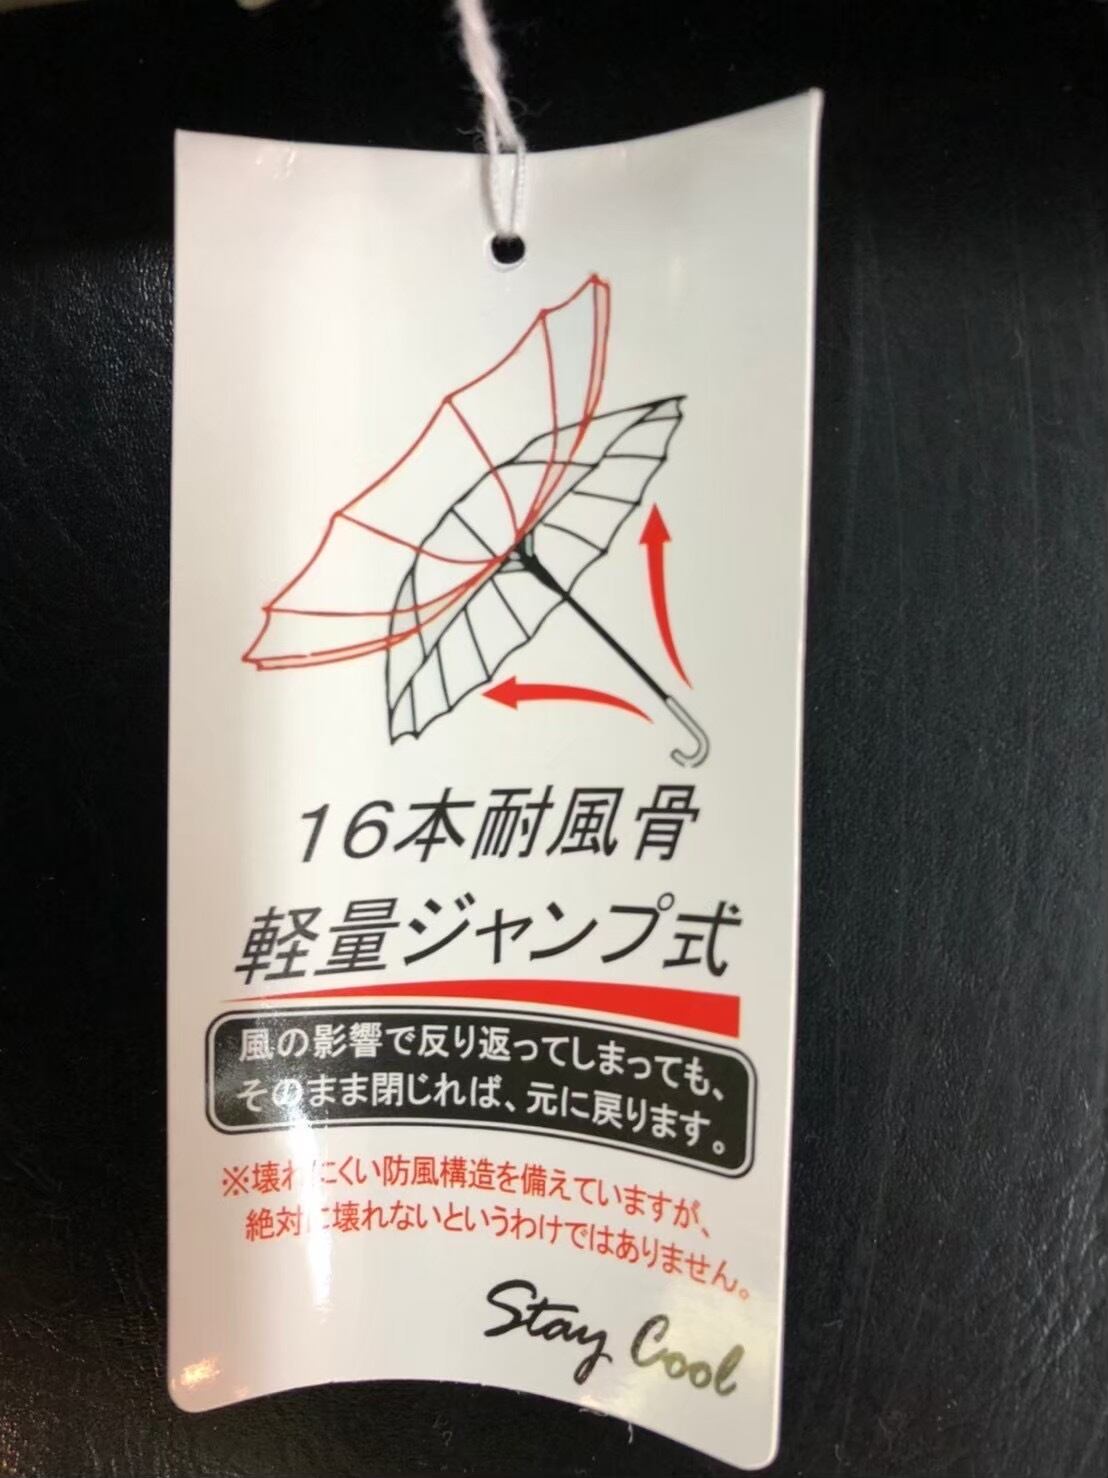 16本耐風骨
軽量ジャンプ式
風の影響で反り返ってしまっても、
そのまま閉じれば、元に戻ります。
※壊れにくい防風構造を備えていますが、
絶対に壊れないというわけではありません。
Stay Cool